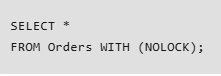 SELECT *
FROM Orders WITH (NOLOCK);